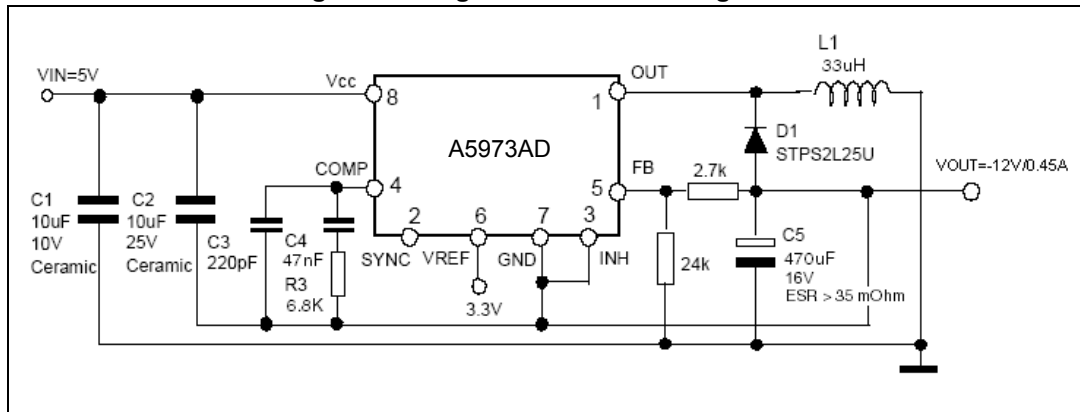 VIN=5V
Vcc
8
A5973AD
OUT
1
L1
33uH
D1
STPS2L25U
COMP
4
FB
5
2.7k
VOUT=-12V/0.45A
C1
10uF
10V
Ceramic
C2
10uF
25V
Ceramic
C3
220pF
C4
47nF
R3
6.8K
2
SYNC
6
VREF
3.3V
7
GND
3
INH
24k
C5
470uF
16V
ESR > 35 mOhm